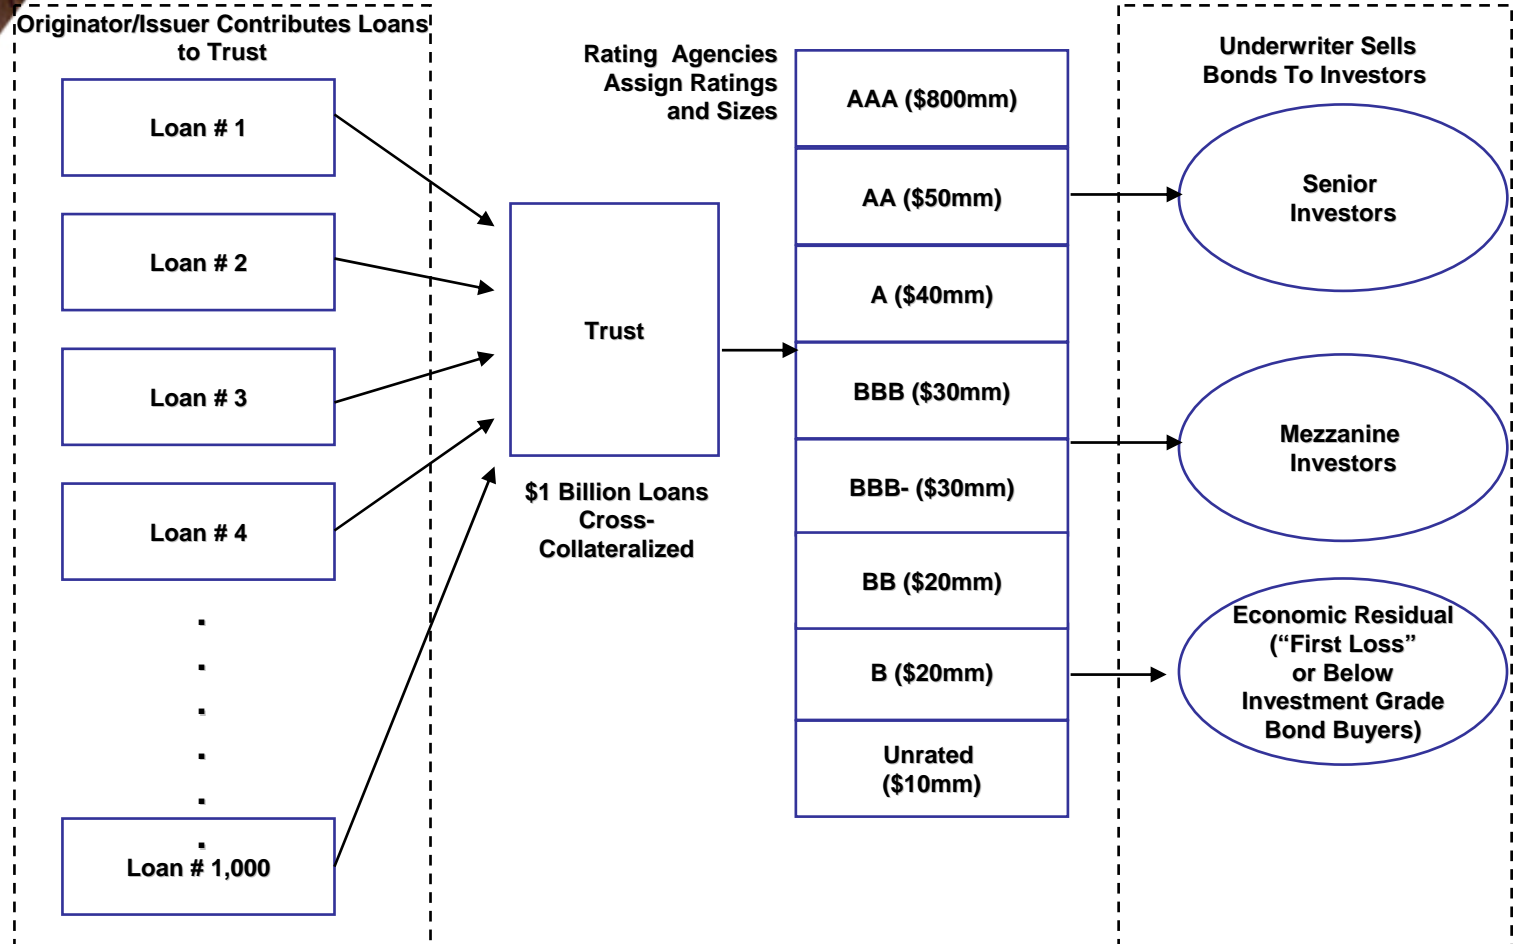 Originator/Issuer Contributes Loans
to Trust
Loan # 1
Loan # 2
Loan # 3
Loan # 4
.
.
.
.
.
.
Loan # 1,000
Trust
$1 Billion Loans
Cross-
Collateralized
Rating Agencies
Assign Ratings
and Sizes
AAA ($800mm)
AA ($50mm)
A ($40mm)
BBB ($30mm)
BBB- ($30mm)
BB ($20mm)
B ($20mm)
Unrated
($10mm)
Underwriter Sells
Bonds To Investors
Senior
Investors
Mezzanine
Investors
Economic Residual
(“First Loss”
or Below
Investment Grade
Bond Buyers)